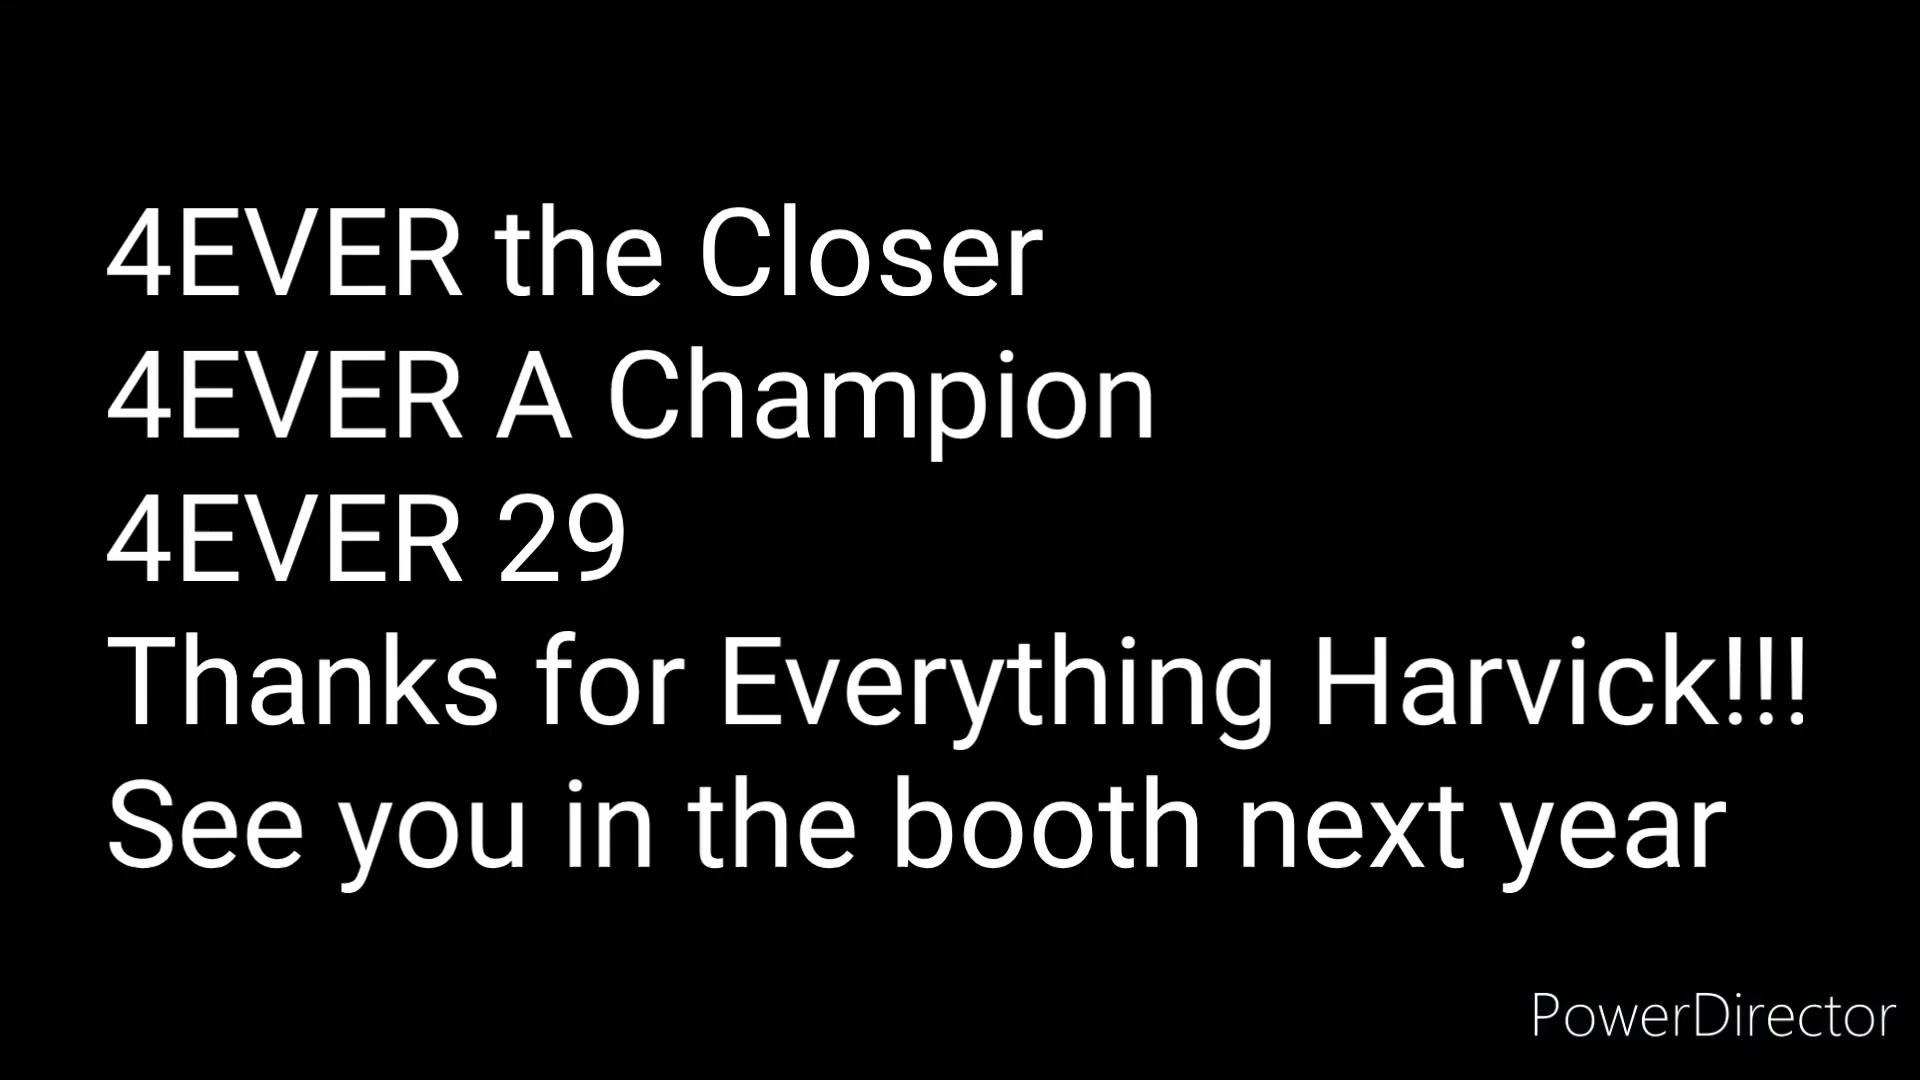 4EVER the Closer
4EVER A Champion
4EVER 29
Thanks for Everything Harvick!!!
See you in the booth next year
PowerDirector